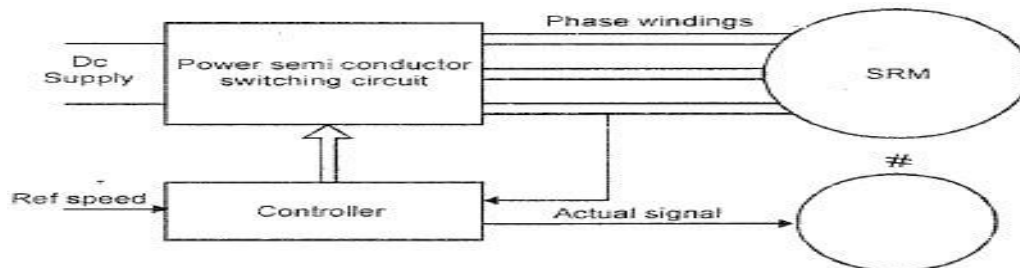 Phase windings
Dc
Supply
Power semi conductor
switching circuit
SRM
#
Ref speed
Controller
Actual signal